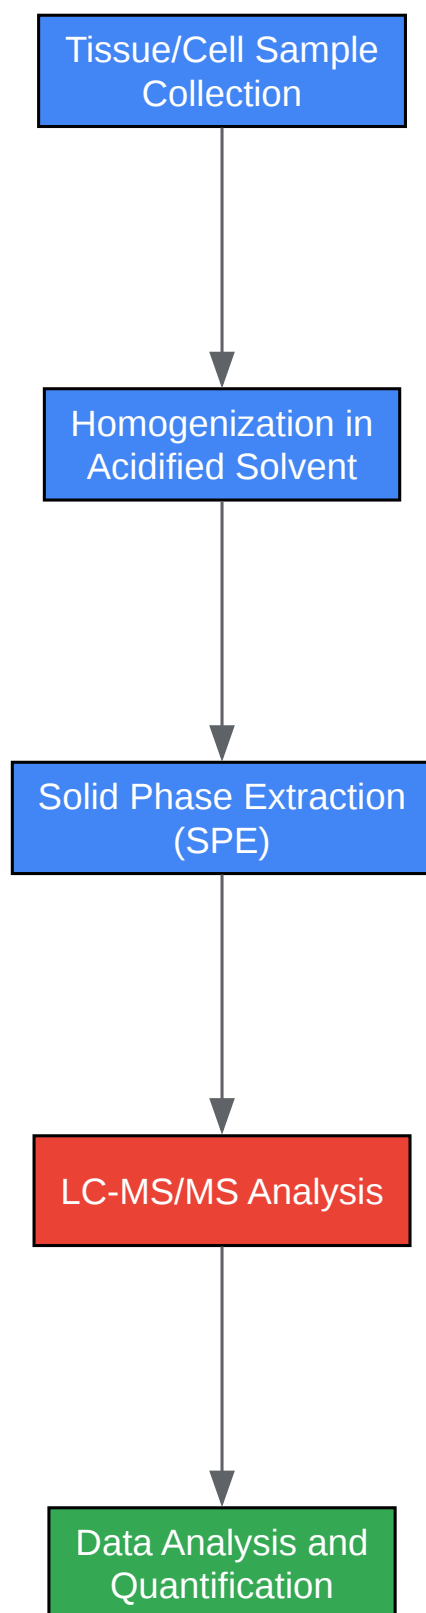 Tissue/Cell Sample
Collection
Homogenization in
Acidified Solvent
Solid Phase Extraction
(SPE)
LC-MS/MS Analysis
Data Analysis and
Quantification